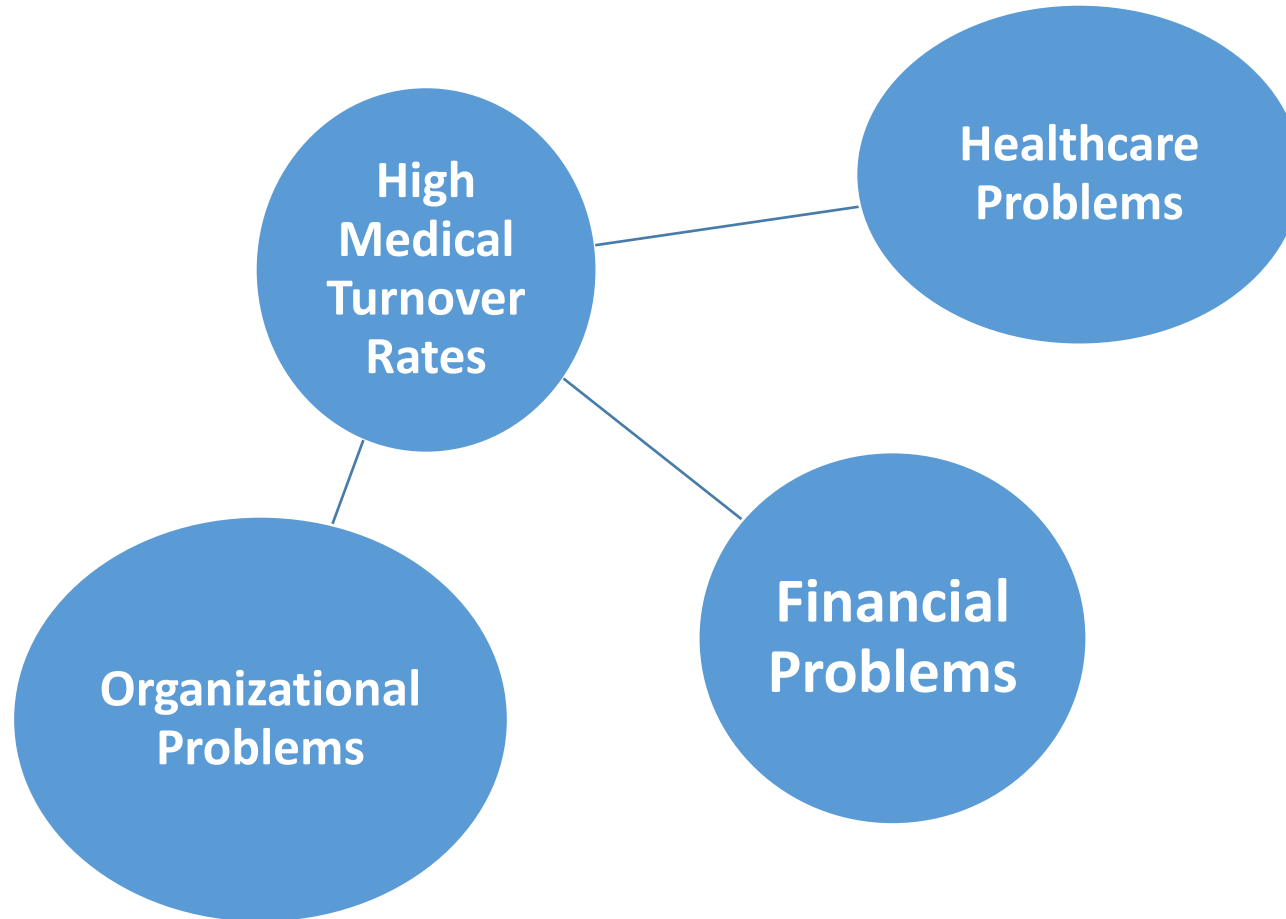 High
Medical
Turnover
Rates
Healthcare
Problems
Financial
Problems
Organizational
Problems